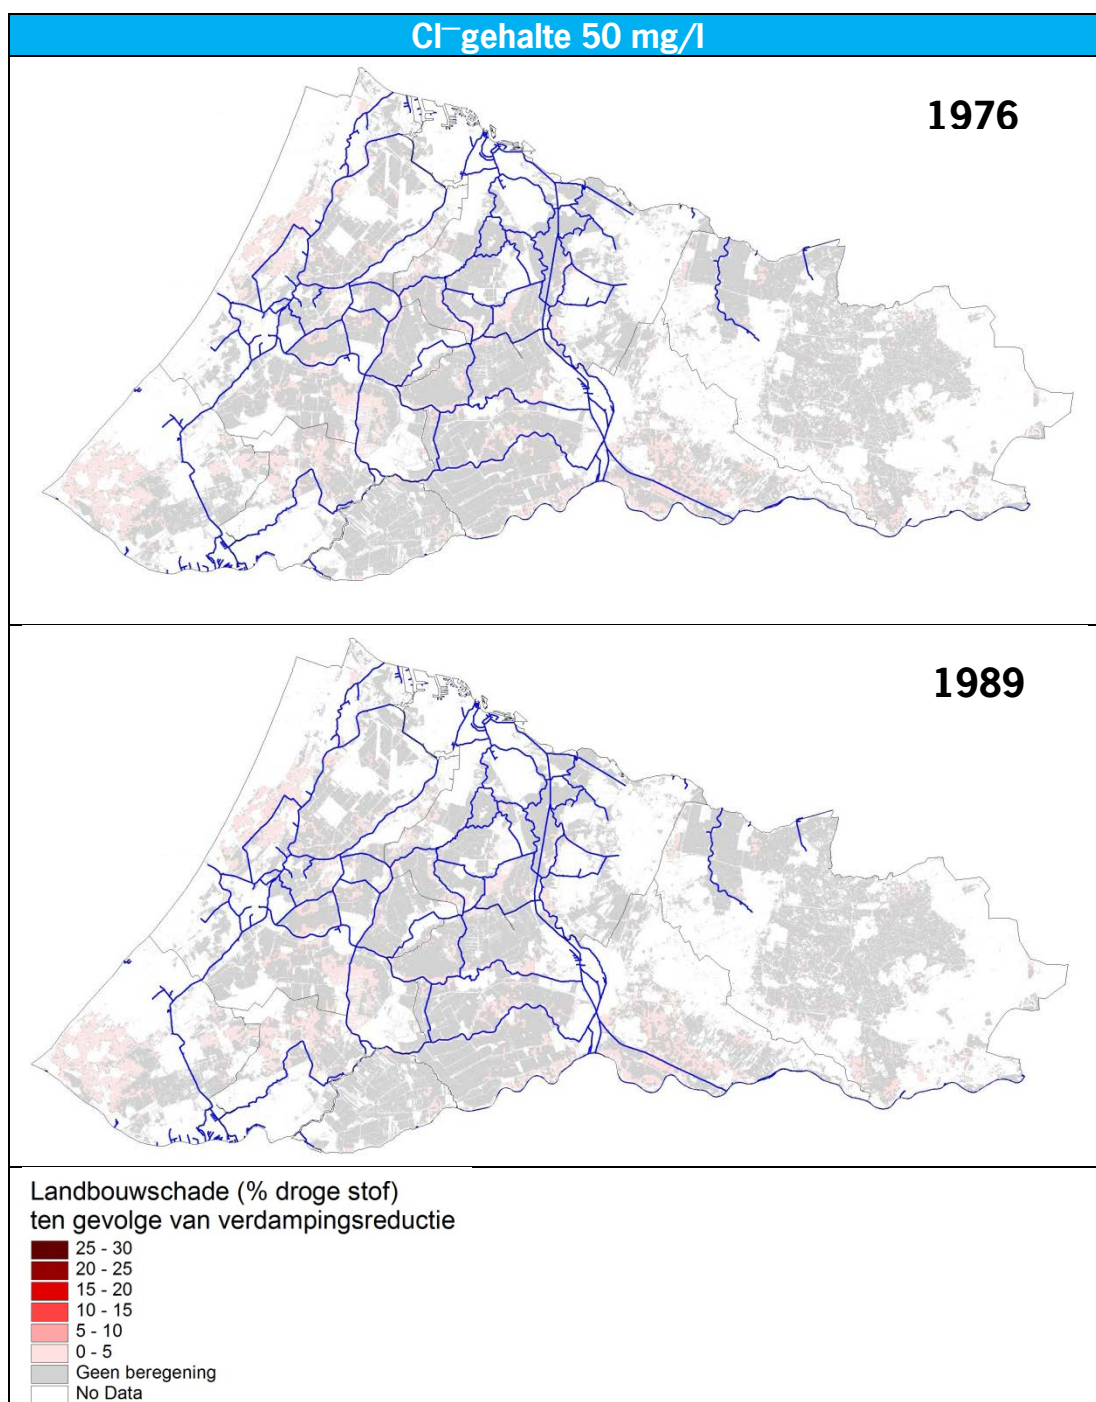 Cl⁻gehalte 50 mg/l
1976
1989
Landbouwschade (% droge stof)
ten gevolge van verdampingsreductie
25 - 30
20 - 25
15 - 20
10 - 15
5 - 10
0 - 5
Geen beregening
No Data